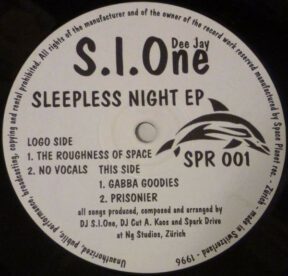 All rights of the manufacturer and of the owner of the record work reserved manufactured by Space Planet rec. - Zürich, made in Switzerland - 1996
Unauthorized public performance, broadcasting, copying and rental prohibited.
Dee Jay
S.I.One
SLEEPLESS NIGHT EP
LOGO SIDE
1. THE ROUGHNESS OF SPACE
2. NO VOCALS
SPR 001
THIS SIDE
1. GABBA GOODIES
2. PRISONIER
all songs produced, composed and arranged by
DJ S.I.One, DJ Cut A. Kaos and Spark Drive
at Ng Studios, Zürich